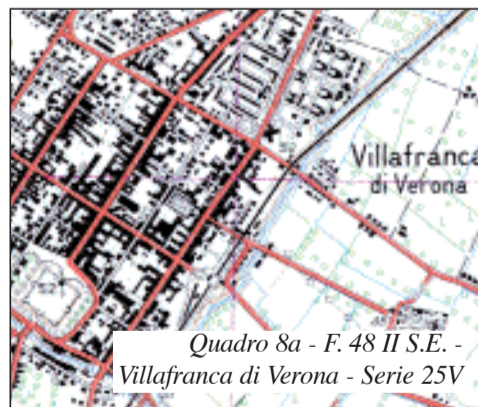 Villafranca
di Verona
Quadro 8a - F. 48 II S.E. -
Villafranca di Verona - Serie 25V